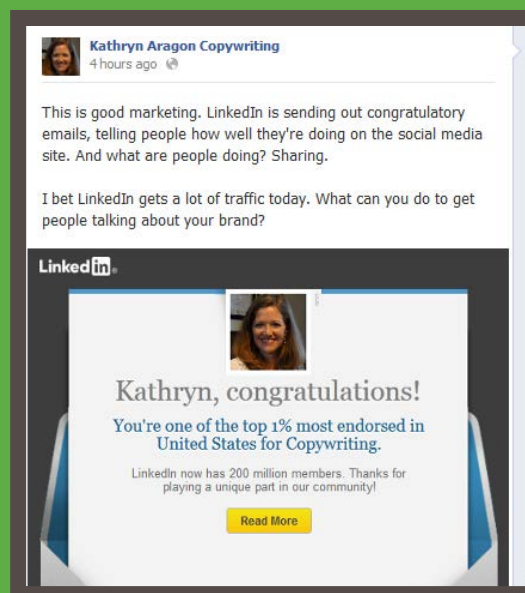 Kathryn Aragon Copywriting
4 hours ago
This is good marketing. LinkedIn is sending out congratulatory
emails, telling people how well they're doing on the social media
site. And what are people doing? Sharing.
I bet LinkedIn gets a lot of traffic today. What can you do to get
people talking about your brand?
Linked in®
Kathryn, congratulations!
You're one of the top 1% most endorsed in
United States for Copywriting.
LinkedIn now has 200 million members. Thanks for
playing a unique part in our community!
Read More